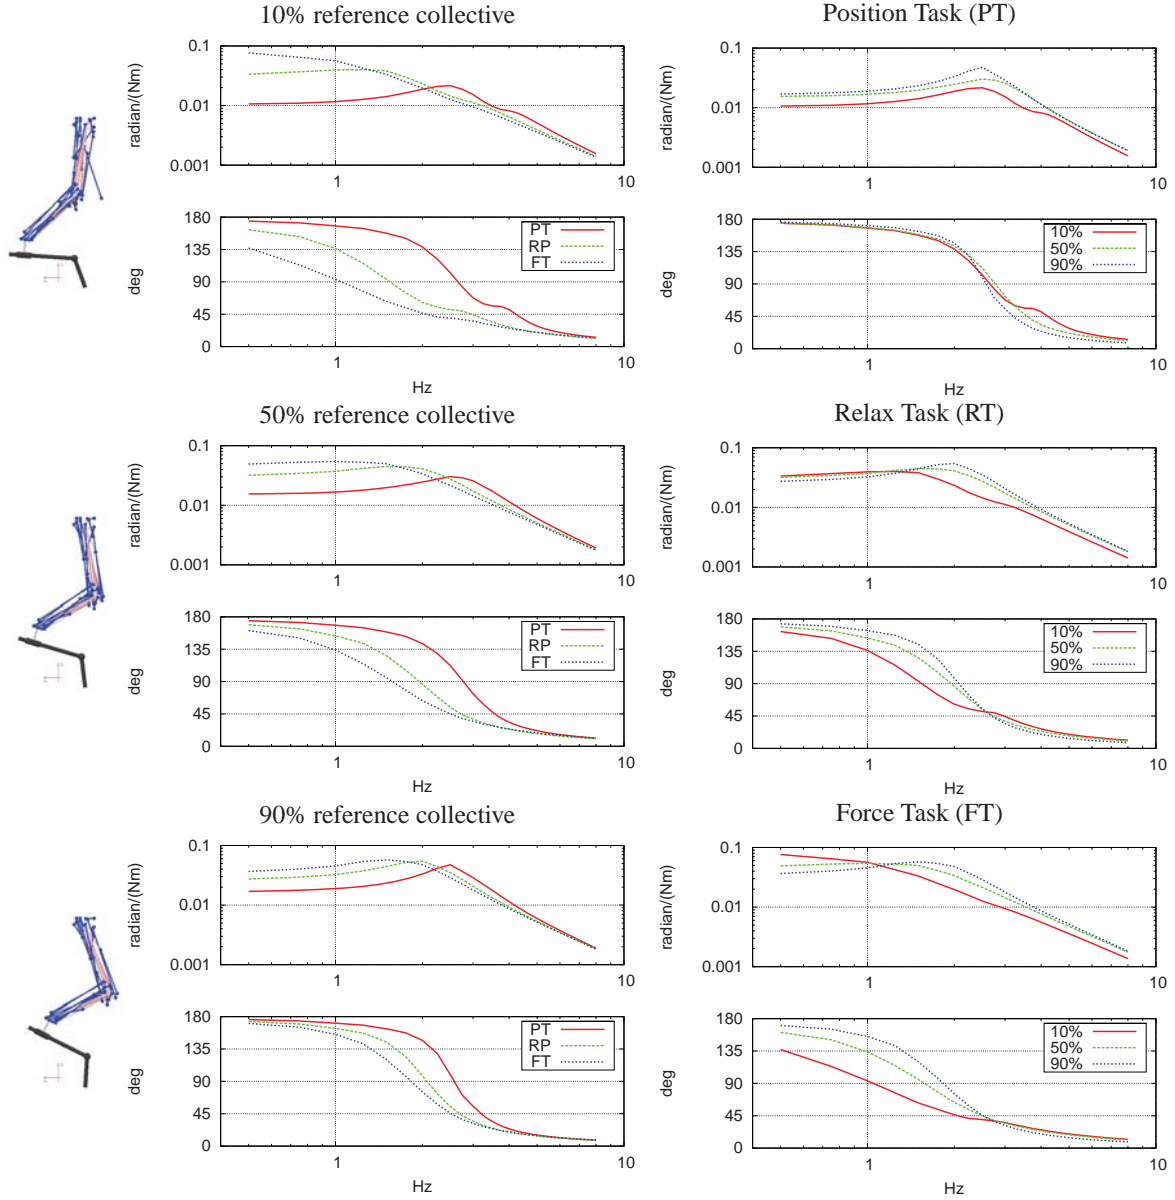 10% reference collective
Position Task (PT)
0.1
0.01
0.001
radian/(Nm)
1
10
0.1
0.01
0.001
radian/(Nm)
1
10
180
135
90
45
0
deg
PT
RP
FT
1
10
Hz
180
135
90
45
0
deg
10%
50%
90%
1
10
Hz
50% reference collective
Relax Task (RT)
0.1
0.01
0.001
radian/(Nm)
1
10
0.1
0.01
0.001
radian/(Nm)
1
10
180
135
90
45
0
deg
PT
RP
FT
1
10
Hz
180
135
90
45
0
deg
10%
50%
90%
1
10
Hz
90% reference collective
Force Task (FT)
0.1
0.01
0.001
radian/(Nm)
1
10
0.1
0.01
0.001
radian/(Nm)
1
10
180
135
90
45
0
deg
PT
RP
FT
1
10
Hz
180
135
90
45
0
deg
10%
50%
90%
1
10
Hz